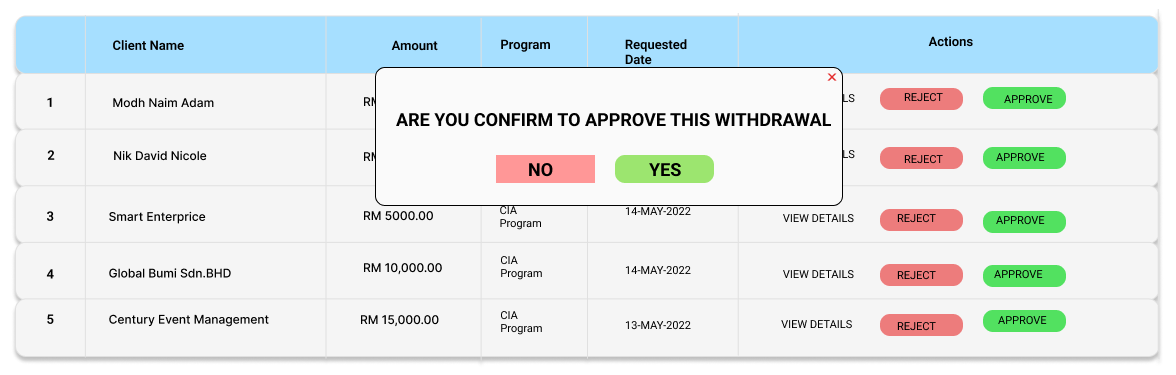 Client Name Amount Program Requested Date Actions
1 Modh Naim Adam RM LS REJECT APPROVE
× 
ARE YOU CONFIRM TO APPROVE THIS WITHDRAWAL
NO YES
2 Nik David Nicole RM LS REJECT APPROVE
3 Smart Enterprice RM 5000.00 CIA Program 14-MAY-2022 VIEW DETAILS REJECT APPROVE
4 Global Bumi Sdn.BHD RM 10,000.00 CIA Program 14-MAY-2022 VIEW DETAILS REJECT APPROVE
5 Century Event Management RM 15,000.00 CIA Program 13-MAY-2022 VIEW DETAILS REJECT APPROVE